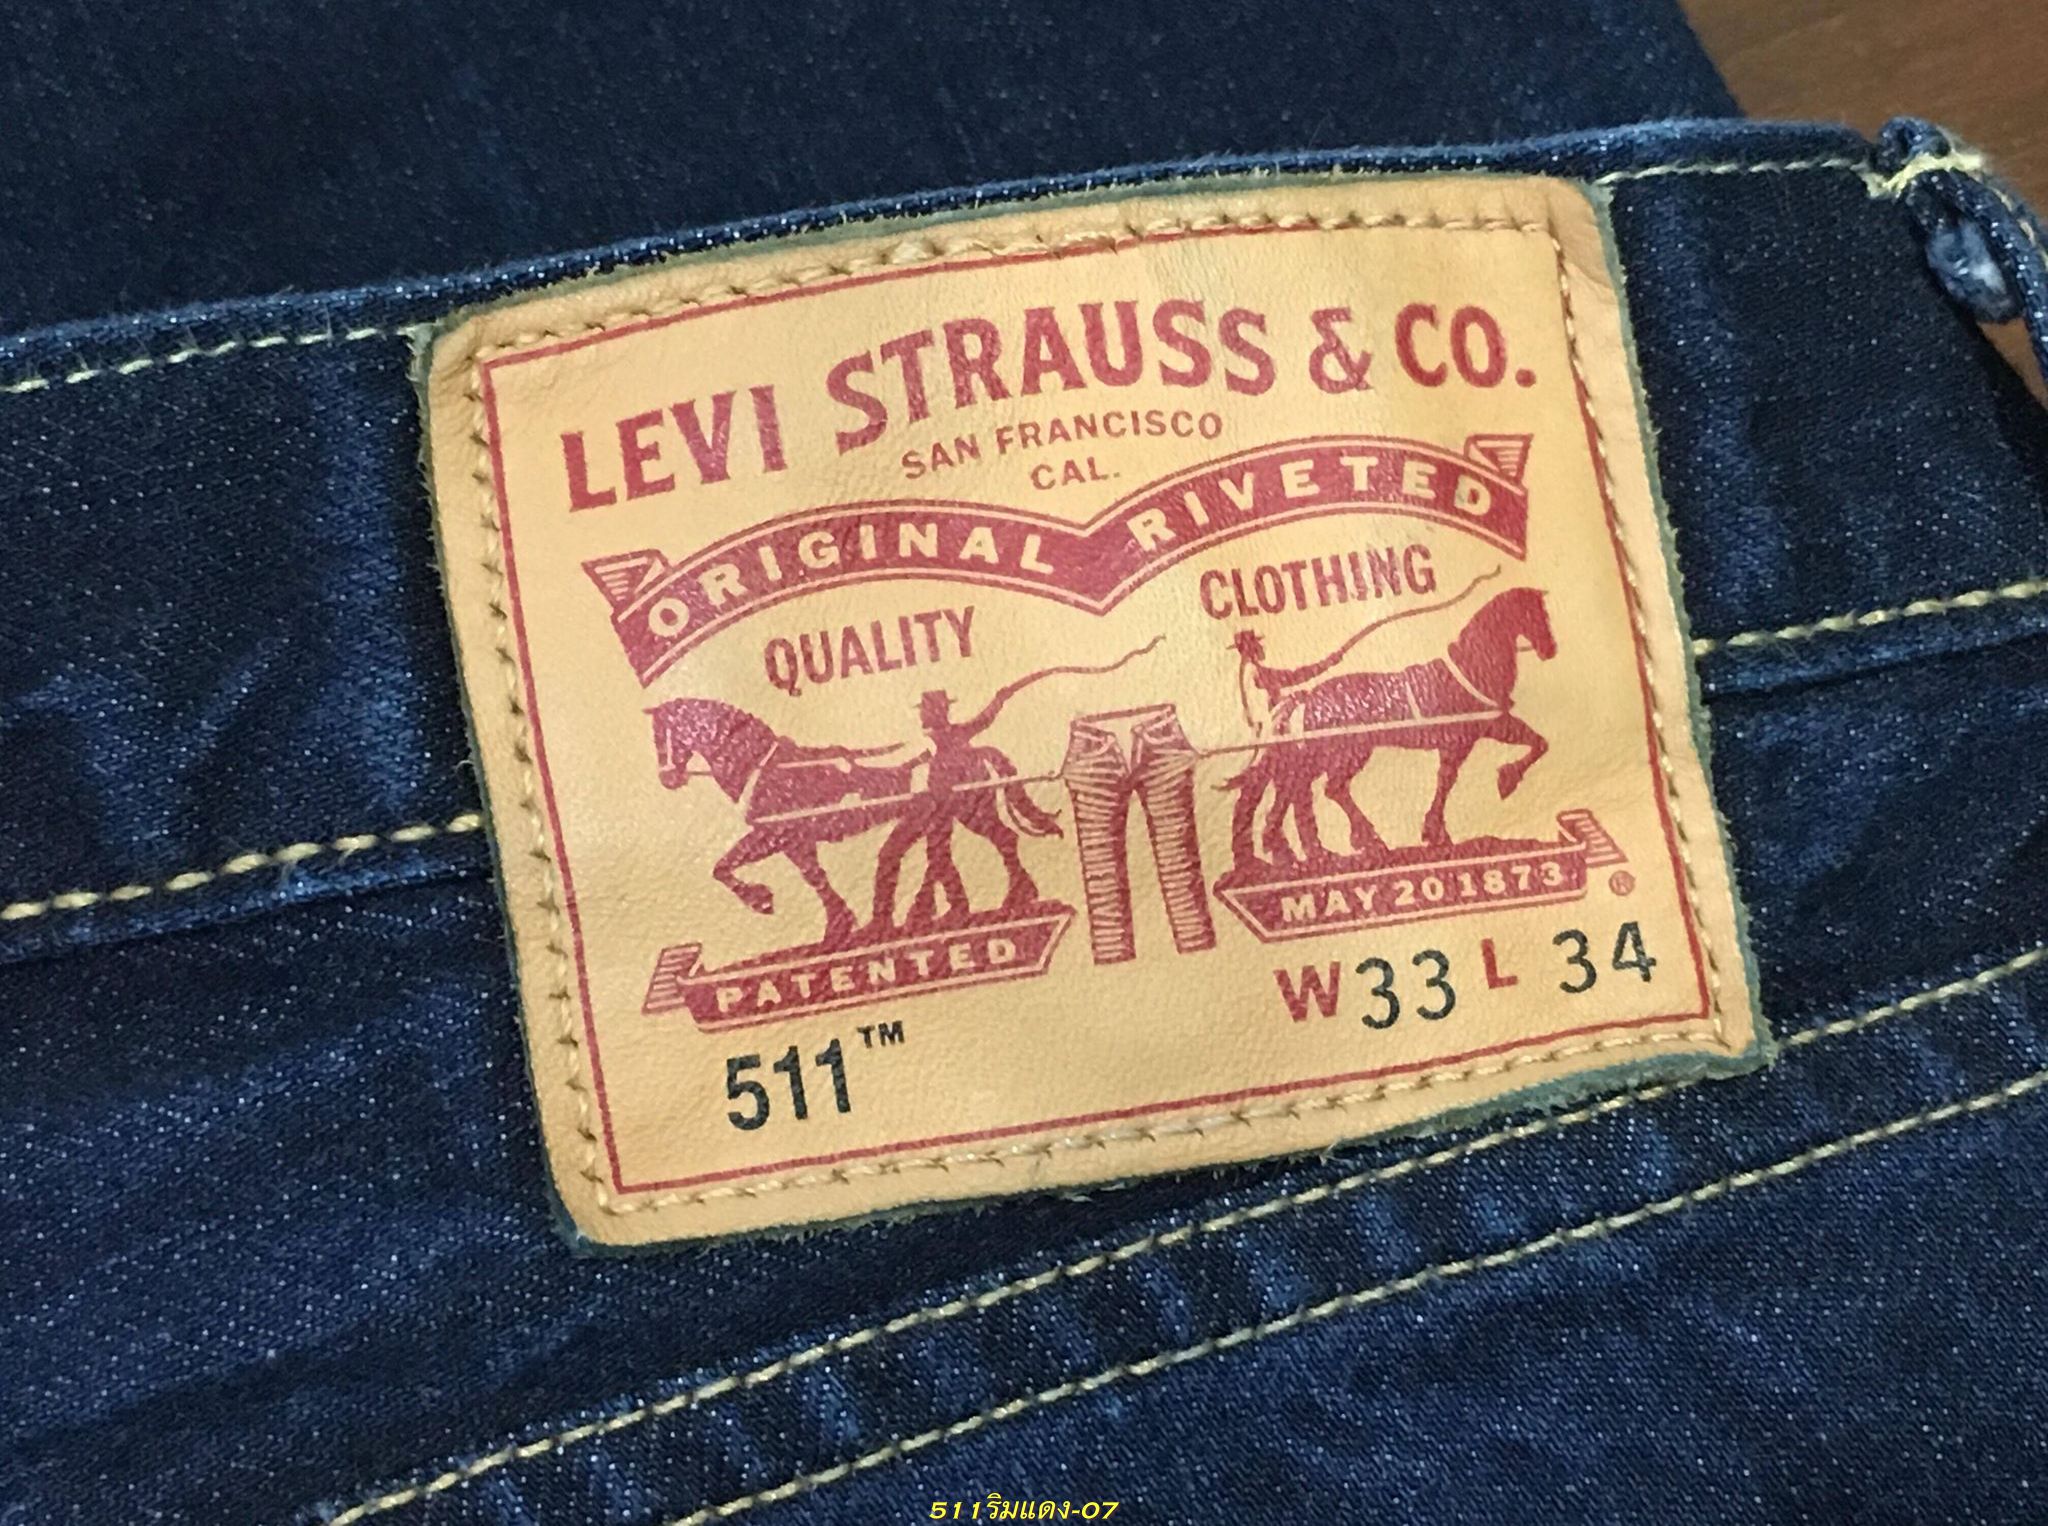 LEVI STRAUSS & CO.
SAN FRANCISCO
CAL.
ORIGINAL RIVETED
QUALITY CLOTHING
PATENTED MAY 20 1873 ®
511™ W33 L 34
511ริมแดง-07